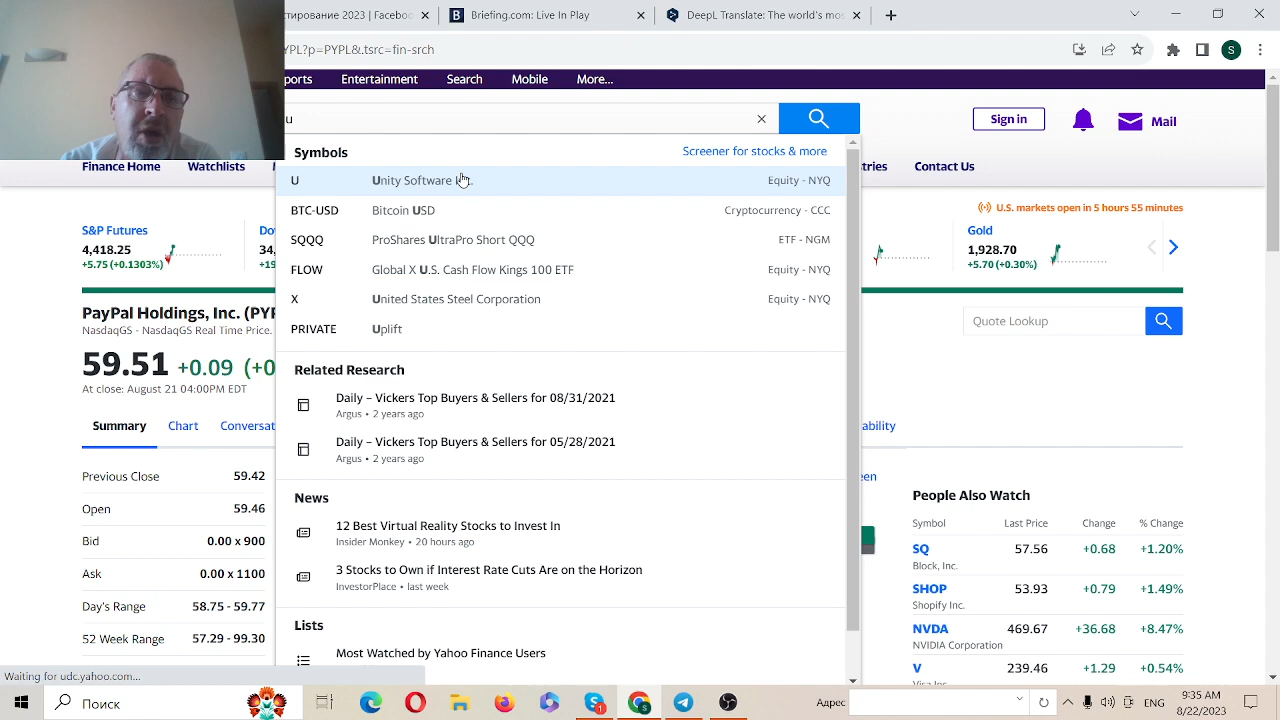 ктирование 2023 | Facebook
Briefing.com
DeepL Translate: The world's mos
PL?p=PYPL&.tsrc=fin-srch
S
ports
Entertainment
Search
Mobile
More...
u
Sign in
Mail
Finance Home
Watchlists
tries
Contact Us
Symbols
Screener for stocks & more
U Unity Software Equity - NYQ
BTC-USD Bitcoin USD Cryptocurrency - CCC
SQQQ ProShares UltraPro Short QQQ ETF - NGM
FLOW Global X U.S. Cash Flow Kings 100 ETF Equity - NYQ
X United States Steel Corporation Equity - NYQ
PRIVATE Uplift
Related Research
Daily – Vickers Top Buyers & Sellers for 08/31/2021
Argus • 2 years ago
Daily – Vickers Top Buyers & Sellers for 05/28/2021
Argus • 2 years ago
News
12 Best Virtual Reality Stocks to Invest In
Insider Monkey • 20 hours ago
3 Stocks to Own if Interest Rate Cuts Are on the Horizon
InvestorPlace • last week
Lists
Most Watched by Yahoo Finance Users
U.S. markets open in 5 hours 55 minutes
S&P Futures
4,418.25
+5.75 (+0.1303%)
Do
34,
+19
Gold
1,928.70
+5.70 (+0.30%)
PayPal Holdings, Inc. (PYP
NasdaqGS - NasdaqGS Real Time Price.
59.51 +0.09 (+0
At close: August 21 04:00PM EDT
Quote Lookup
Summary
Chart
Conversat
ability
Previous Close 59.42
Open 59.46
Bid 0.00 x 900
Ask 0.00 x 1100
Day's Range 58.75 - 59.77
52 Week Range 57.29 - 99.30
een
People Also Watch
Symbol Last Price Change % Change
SQ 57.56 +0.68 +1.20%
Block, Inc.
SHOP 53.93 +0.79 +1.49%
Shopify Inc.
NVDA 469.67 +36.68 +8.47%
NVIDIA Corporation
V 239.46 +1.29 +0.54%
Visa Inc.
Waiting for udc.yahoo.com...
Поиск
Адрес
ENG
9:35 AM
8/22/2023